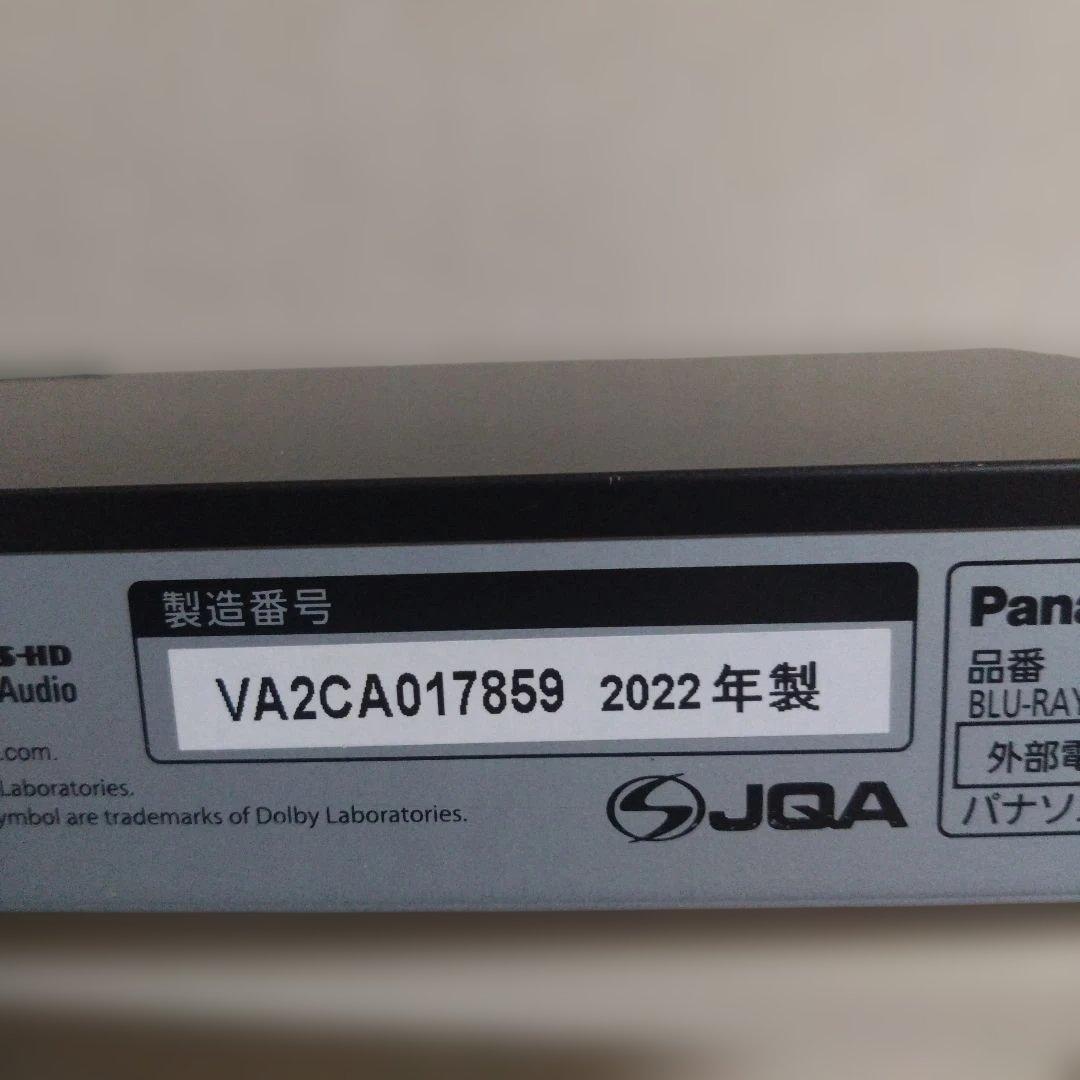 製造番号
VA2CA017859 2022年製
S-HD
Audio
.com.
Laboratories.
symbol are trademarks of Dolby Laboratories.
JQA
Pana
品番
BLU-RAY
外部電
パナソ